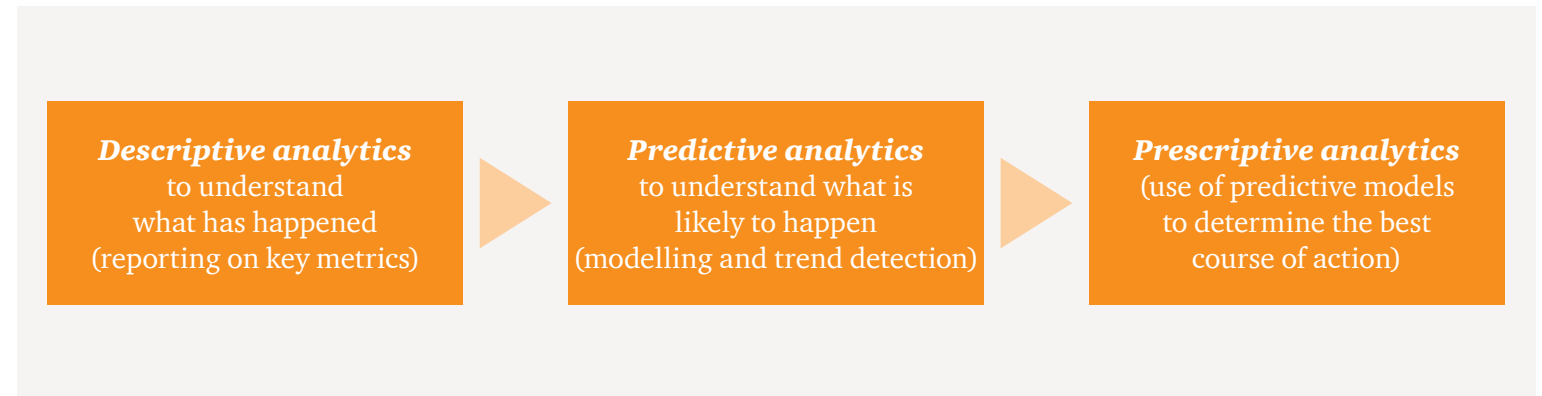 Descriptive analytics
to understand
what has happened
(reporting on key metrics)
Predictive analytics
to understand what is
likely to happen
(modelling and trend detection)
Prescriptive analytics
(use of predictive models
to determine the best
course of action)